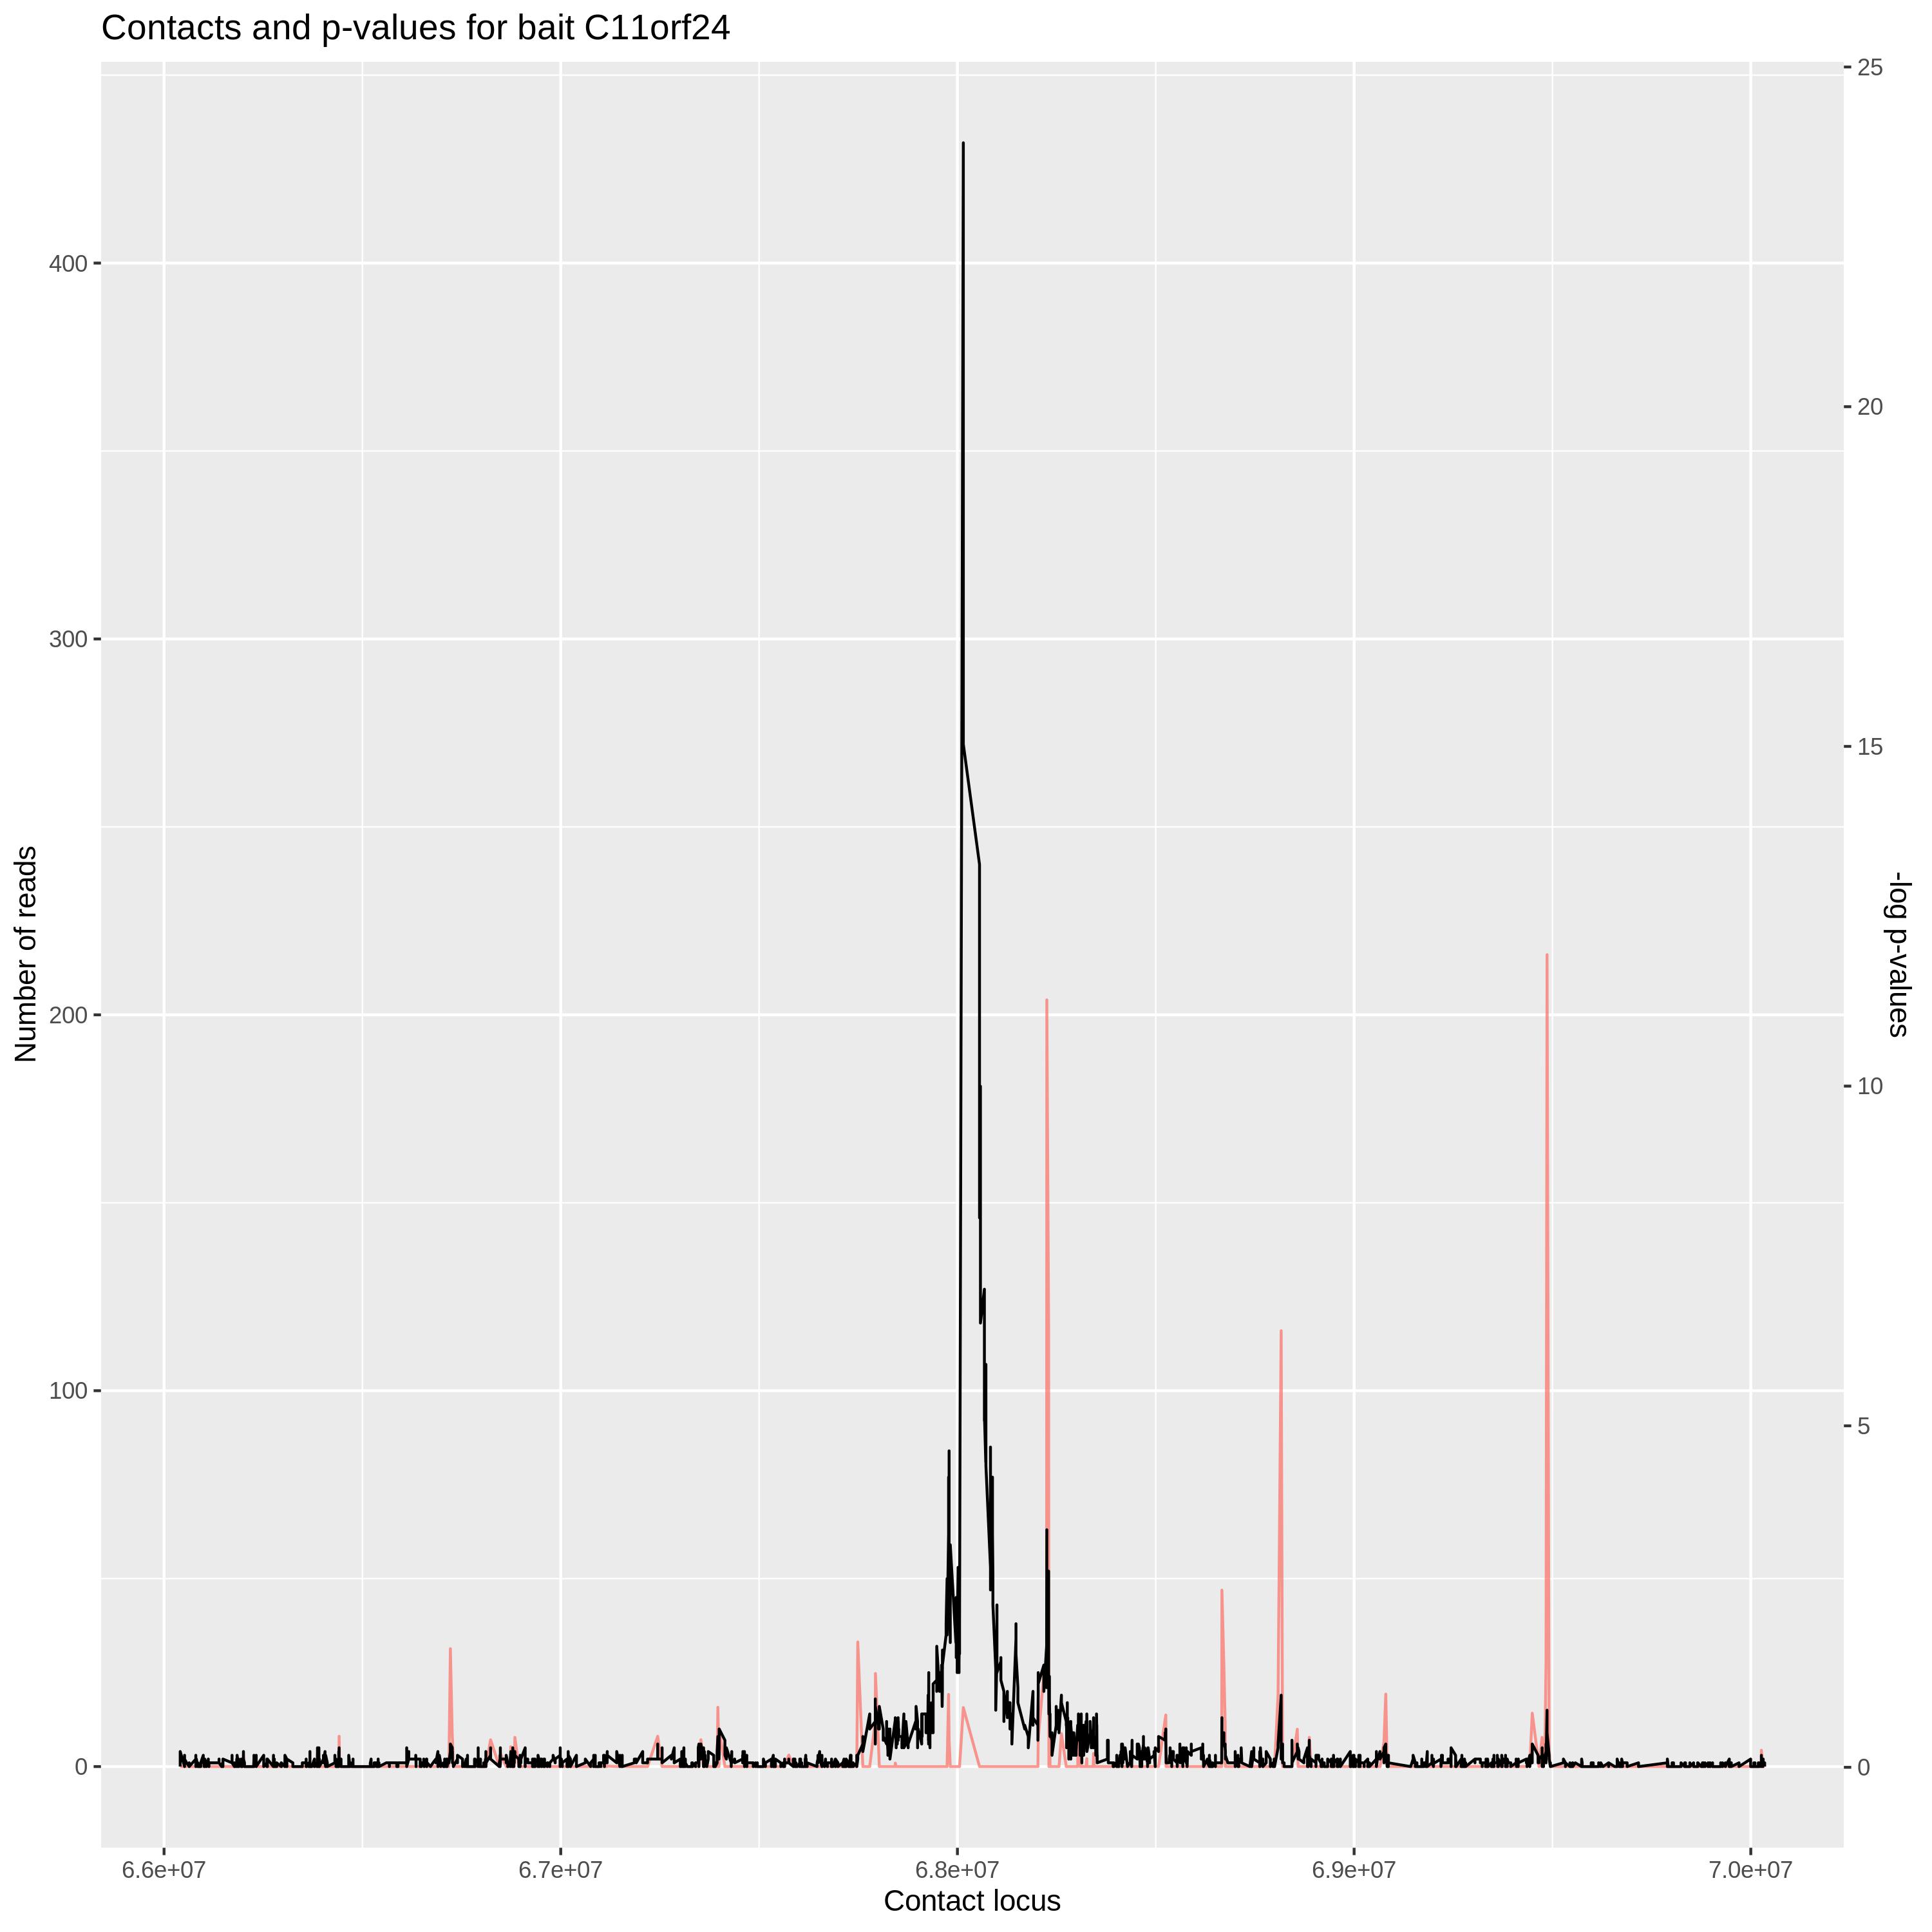 Contacts and p-values for bait C11orf24
Number of reads
400
300
200
100
0
25
20
15
10
5
0
-log p-values
6.6e+07 6.7e+07 6.8e+07 6.9e+07 7.0e+07
Contact locus